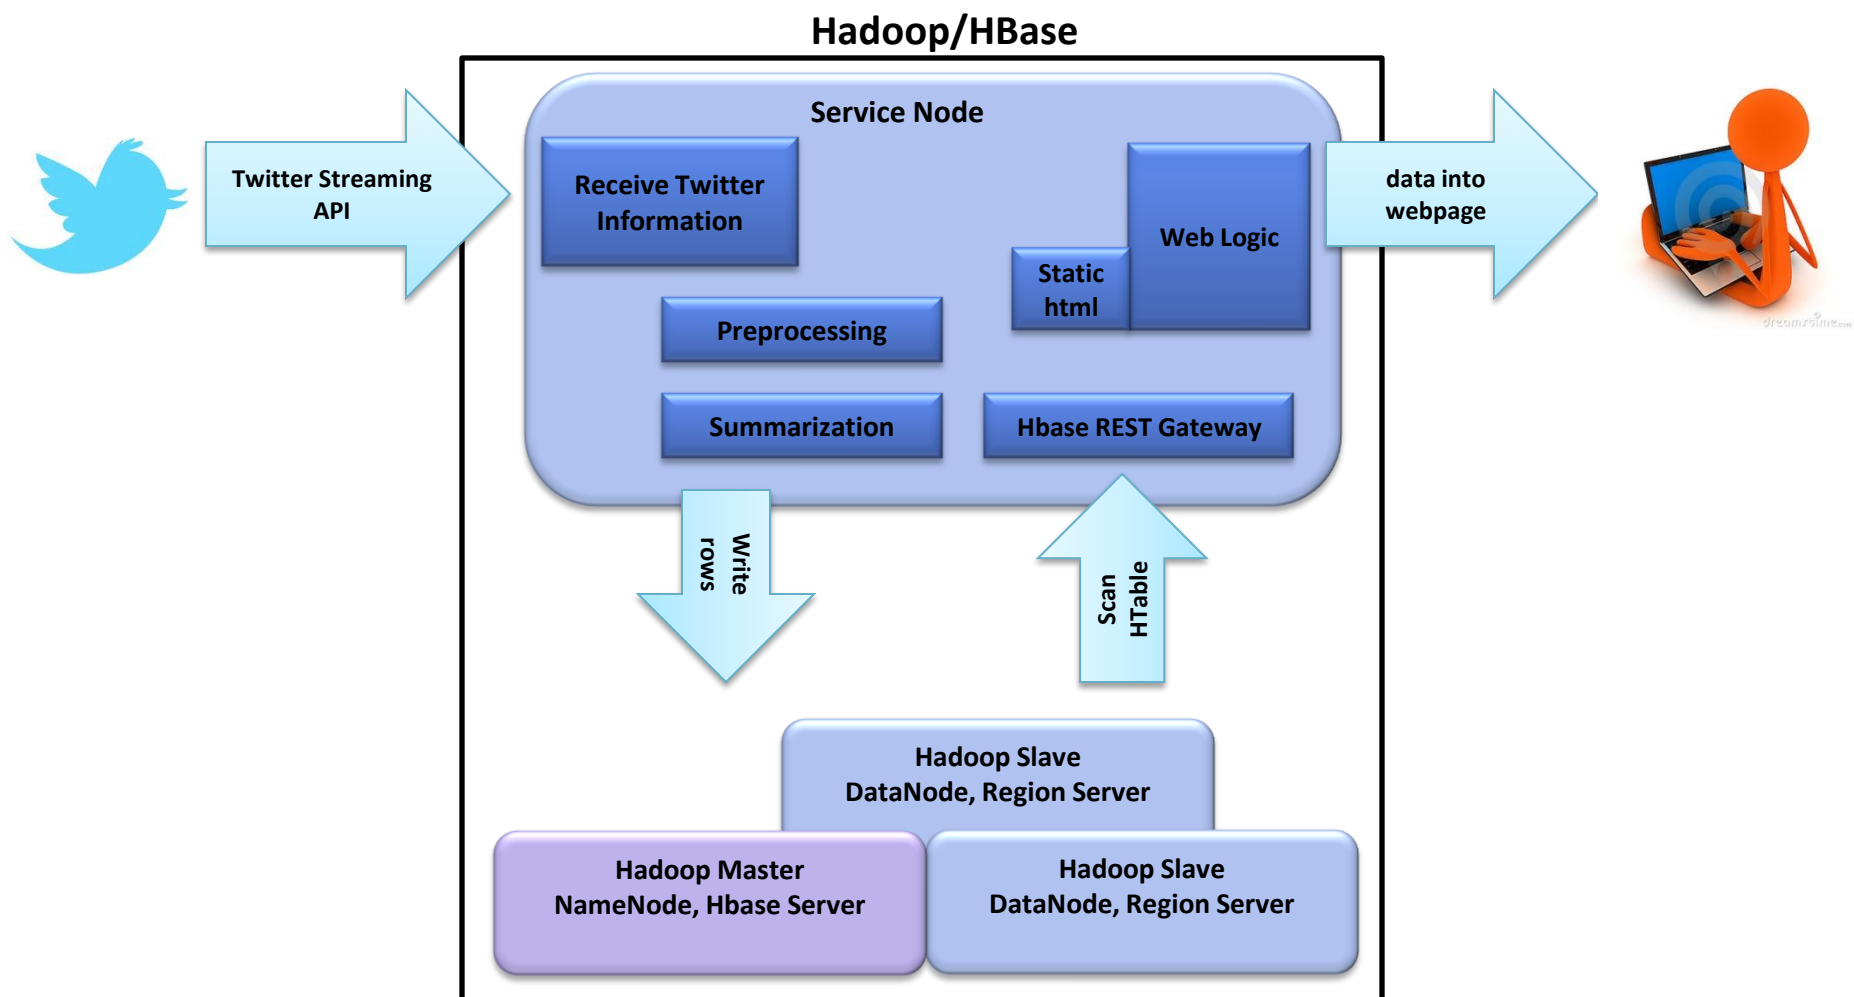 Hadoop/HBase
Service Node
Twitter Streaming
API
Receive Twitter
Information
Web Logic
Static
html
data into
webpage
Preprocessing
Summarization
Hbase REST Gateway
Write
rows
Scan
HTable
dreamstime.com
Hadoop Slave
DataNode, Region Server
Hadoop Master
NameNode, Hbase Server
Hadoop Slave
DataNode, Region Server